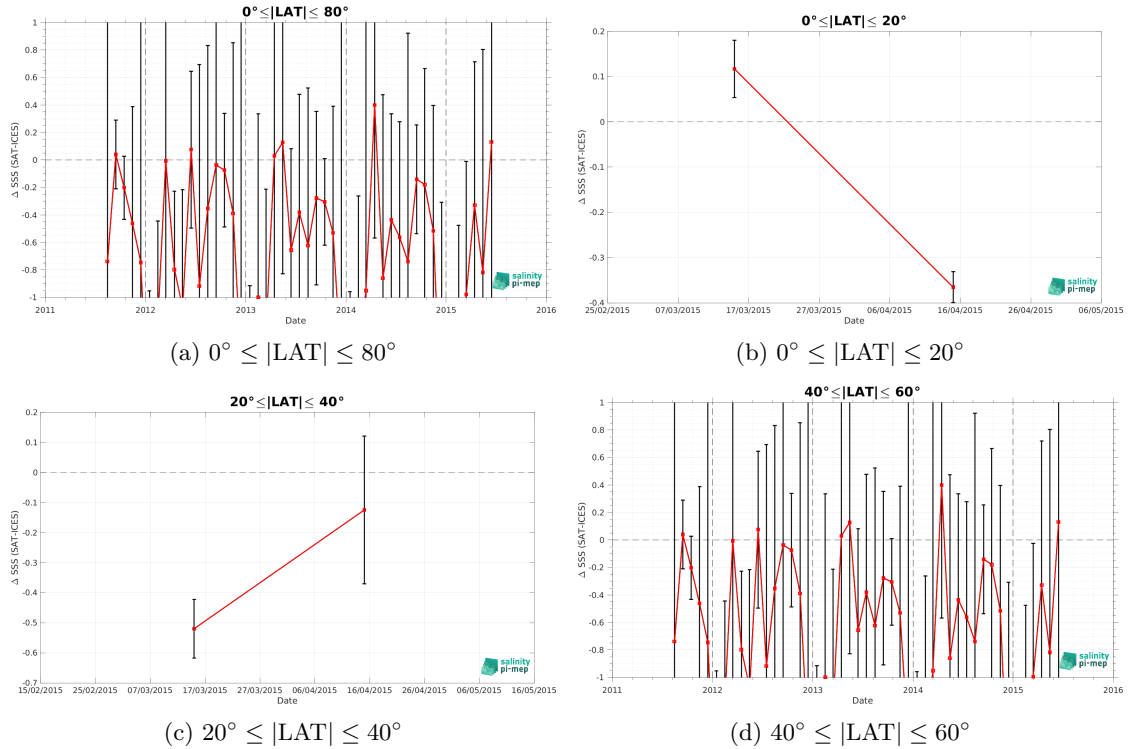 0°≤|LAT|≤ 80°
1
0.8
0.6
0.4
0.2
0
-0.2
-0.4
-0.6
-0.8
-1
Δ SSS (SAT-ICES)
2011
2012
2013
2014
2015
2016
Date
salinity
pi-mep
(a) 0° ≤ |LAT| ≤ 80°
0°≤|LAT|≤ 20°
0.2
0.1
0
-0.1
-0.2
-0.3
-0.4
Δ SSS (SAT-ICES)
25/02/2015
07/03/2015
17/03/2015
27/03/2015
06/04/2015
16/04/2015
26/04/2015
06/05/2015
Date
salinity
pi-mep
(b) 0° ≤ |LAT| ≤ 20°
20°≤|LAT|≤ 40°
0.2
0.1
0
-0.1
-0.2
-0.3
-0.4
-0.5
-0.6
-0.7
Δ SSS (SAT-ICES)
15/02/2015
25/02/2015
07/03/2015
17/03/2015
27/03/2015
06/04/2015
16/04/2015
26/04/2015
06/05/2015
16/05/2015
Date
salinity
pi-mep
(c) 20° ≤ |LAT| ≤ 40°
40°≤|LAT|≤ 60°
1
0.8
0.6
0.4
0.2
0
-0.2
-0.4
-0.6
-0.8
-1
Δ SSS (SAT-ICES)
2011
2012
2013
2014
2015
2016
Date
salinity
pi-mep
(d) 40° ≤ |LAT| ≤ 60°